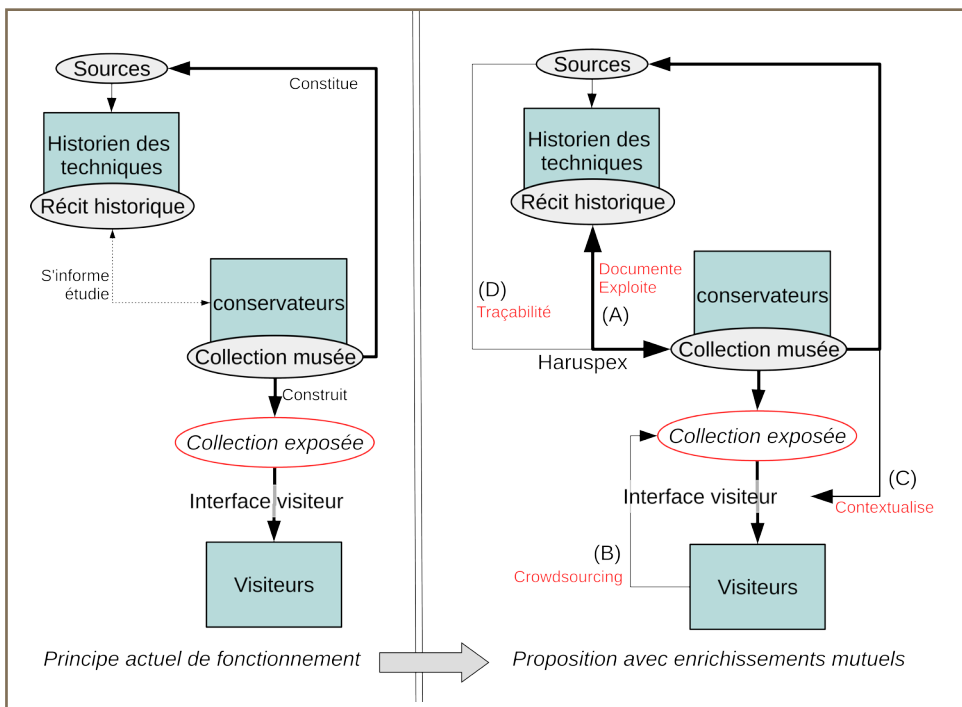 Sources
Constitue
Historien des
techniques
Récit historique
S'informe
étudie
conservateurs
Collection musée
Construit
Collection exposée
Interface visiteur
Visiteurs
Principe actuel de fonctionnement
Sources
Historien des
techniques
Récit historique
Documente
Exploite
(D)
Traçabilité
(A)
conservateurs
Haruspex
Collection musée
Collection exposée
(C)
Interface visiteur
Contextualise
(B)
Crowdsourcing
Visiteurs
Proposition avec enrichissements mutuels